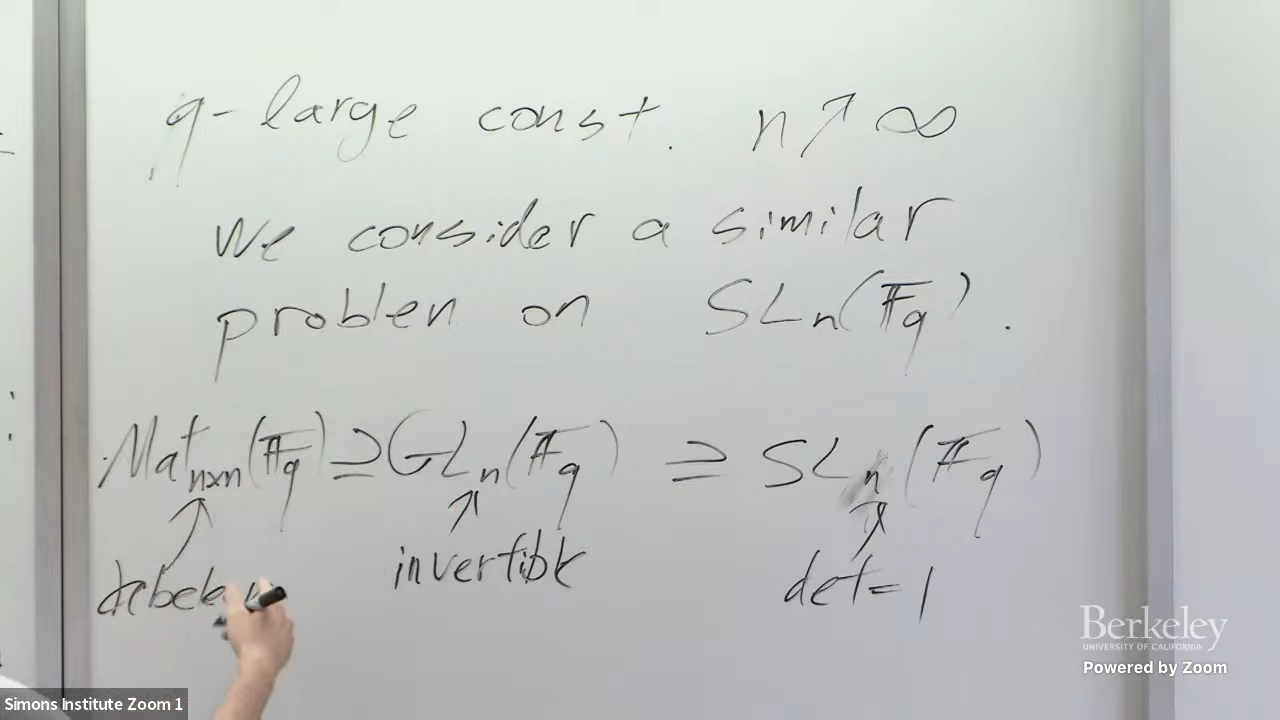 q - large const. n ↗ ∞
We consider a similar
problem on SLn(𝔽q).
Matn×n(𝔽q) ⊇ GLn(𝔽q) ⊇ SLn(𝔽q)
invertible
det = 1
Berkeley
UNIVERSITY OF CALIFORNIA
Powered by Zoom
Simons Institute Zoom 1